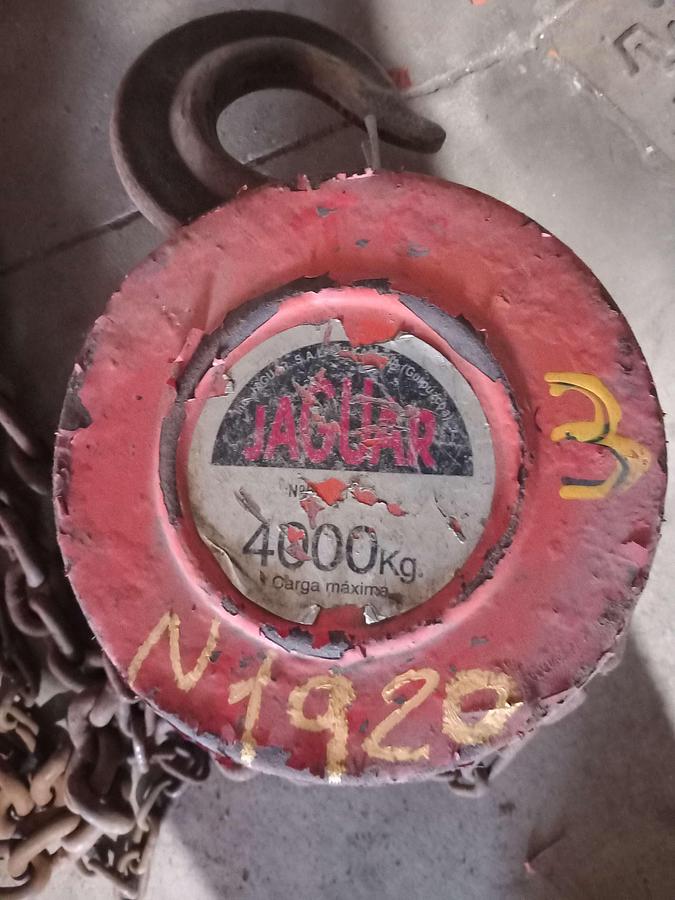 JAGUAR
Nº
4000Kg.
Carga máxima
3
N1920